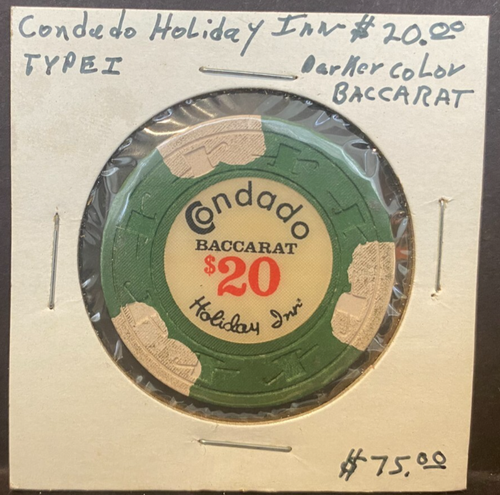 Condado Holiday Inn $20.00
TYPE I Darker color
BACCARAT
Condado
BACCARAT
$20
Holiday Inn
$75.00